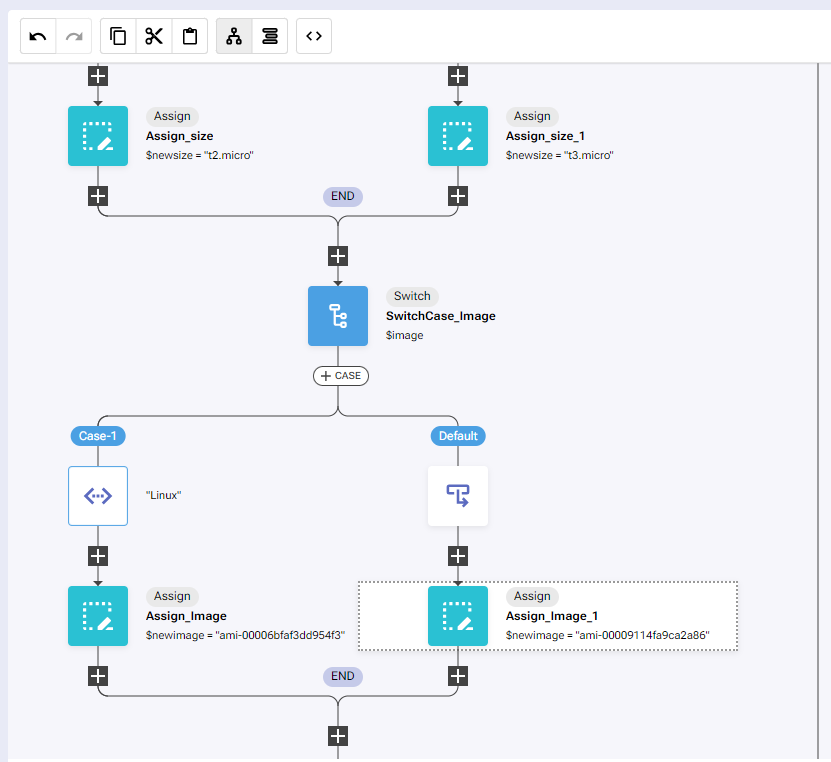 Assign
Assign_size
$newsize = "t2.micro"
Assign
Assign_size_1
$newsize = "t3.micro"
END
Switch
SwitchCase_Image
$image
CASE
Case-1
Default
"Linux"
Assign
Assign_Image
$newimage = "ami-00006bfaf3dd954f3"
Assign
Assign_Image_1
$newimage = "ami-00009114fa9ca2a86"
END